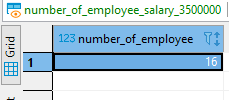 number_of_employee_salary_3500000
Grid
123 number_of_employee
1
16